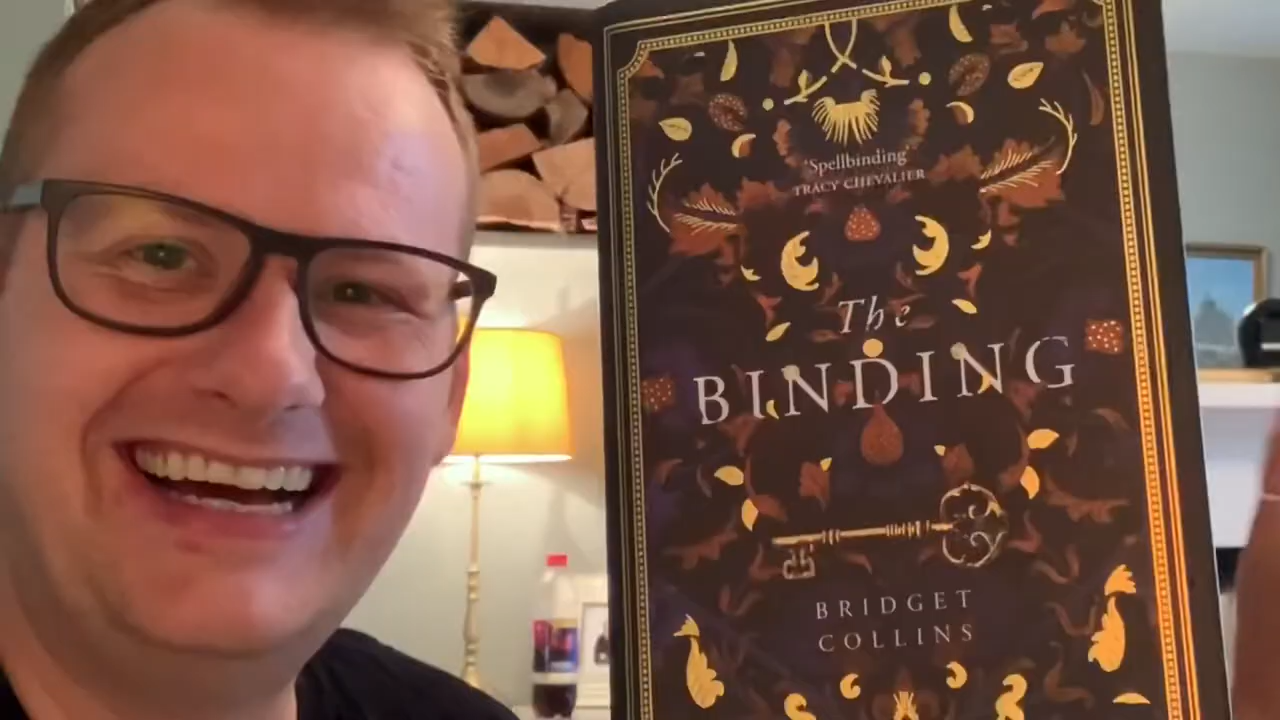 'Spellbinding'
TRACY CHEVALIER
The
BINDING
BRIDGET
COLLINS